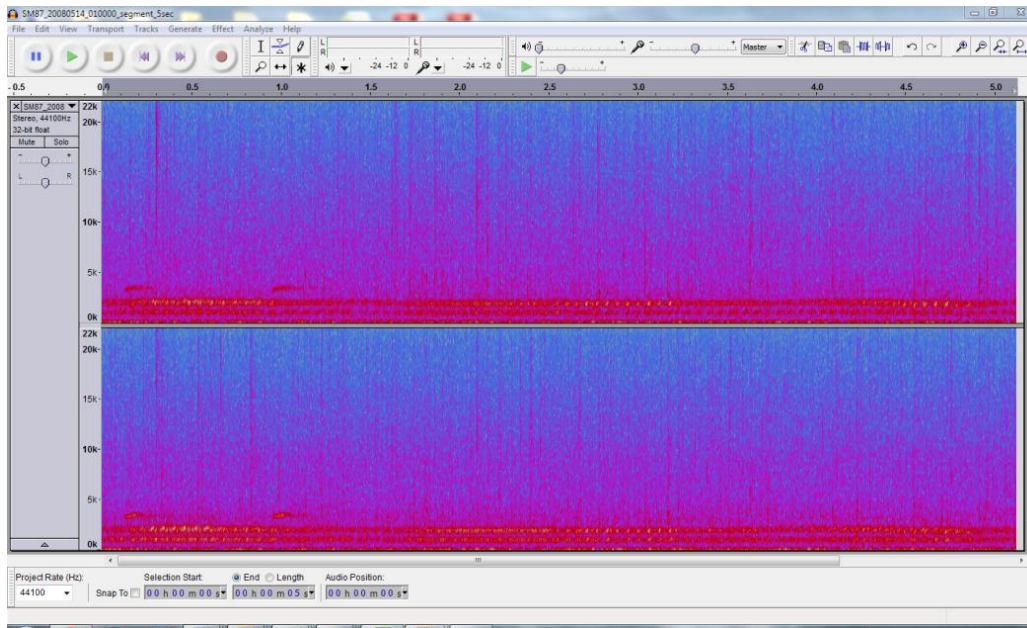 SM87_20080514_010000_segment_5sec
File Edit View Transport Tracks Generate Effect Analyze Help
L L Master
R R
-24 -12 0 -24 -12 0
- 0.5 0.0 0.5 1.0 1.5 2.0 2.5 3.0 3.5 4.0 4.5 5.0
X SM87_2008 22k
Stereo, 44100Hz 20k-
32-bit float
Mute Solo
- +
L R 15k-
10k-
5k-
0k
22k
20k-
15k-
10k-
5k-
0k
Project Rate (Hz): Selection Start: End Length Audio Position:
44100 Snap To 00 h 00 m 00 s 00 h 00 m 05 s 00 h 00 m 00 s